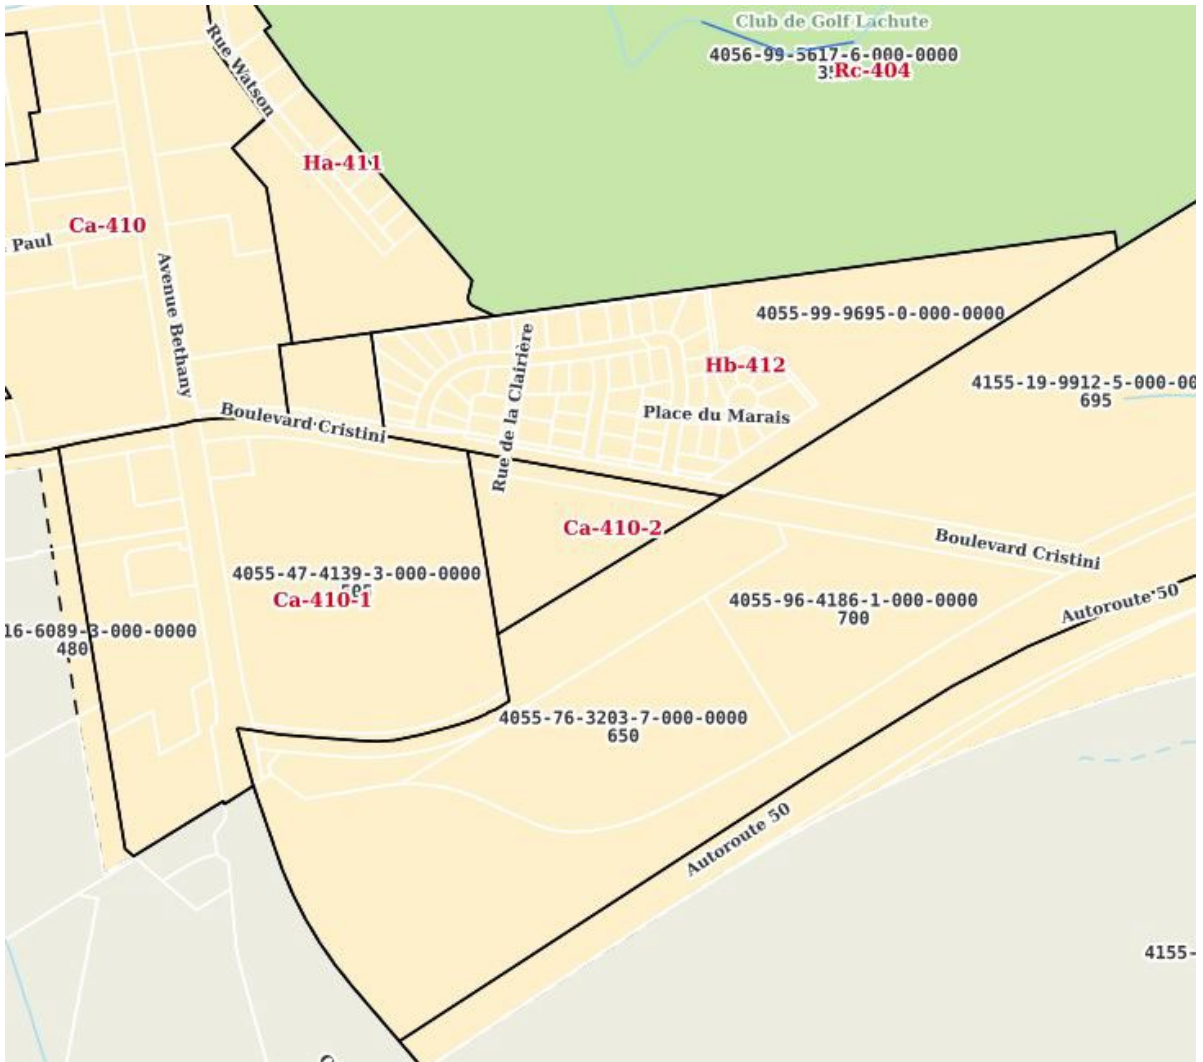 Club de Golf Lachute
4056-99-5617-6-000-0000
Rc-404
Rue Watson
Ha-411
Ca-410
Paul
Avenue Bethany
4055-99-9695-0-000-0000
Rue de la Clairière
Hb-412
4155-19-9912-5-000-00
695
Place du Marais
Boulevard Cristini
Ca-410-2
Boulevard Cristini
4055-47-4139-3-000-0000
Ca-410-1
4055-96-4186-1-000-0000
700
Autoroute 50
16-6089-3-000-0000
480
4055-76-3203-7-000-0000
650
Autoroute 50
4155-